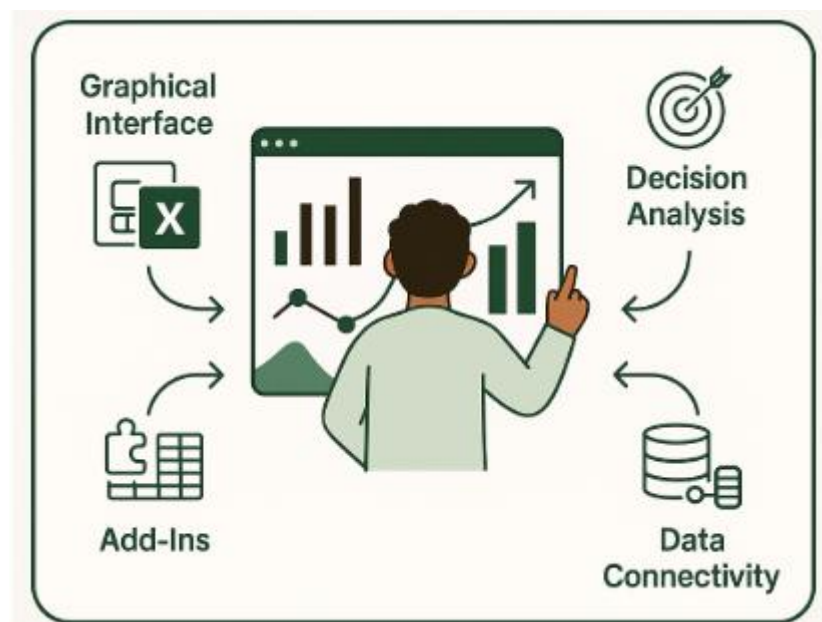 Graphical
Interface
X
Decision
Analysis
Add-Ins
Data
Connectivity